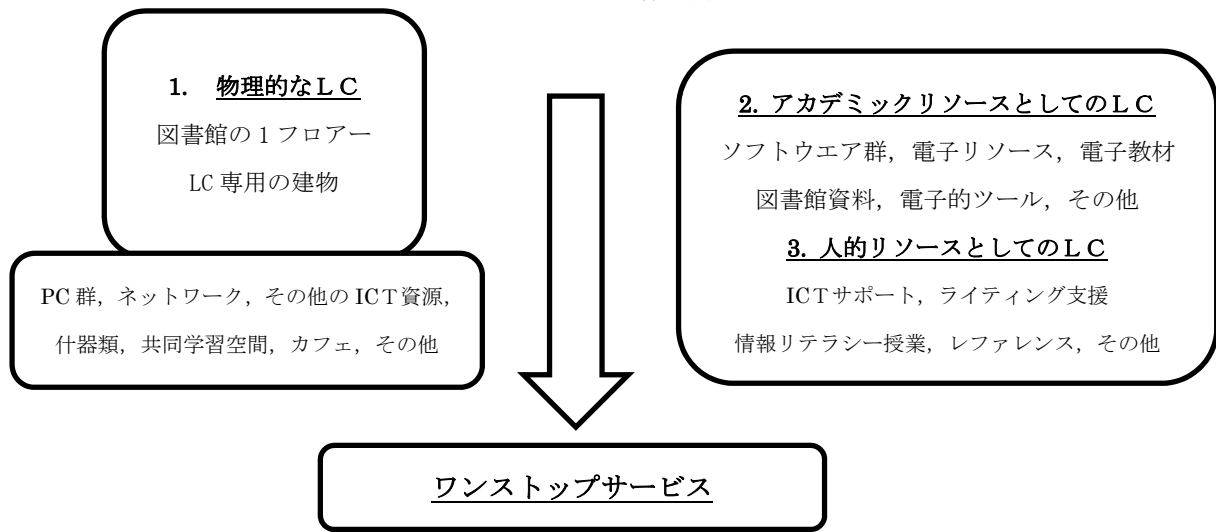 1. 物理的なＬＣ
図書館の 1 フロアー
LC 専用の建物
PC 群，ネットワーク，その他の ICＴ資源，
什器類，共同学習空間，カフェ，その他
2. アカデミックリソースとしてのＬＣ
ソフトウエア群，電子リソース，電子教材
図書館資料，電子的ツール，その他
3. 人的リソースとしてのＬＣ
ICＴサポート，ライティング支援
情報リテラシー授業，レファレンス，その他
ワンストップサービス